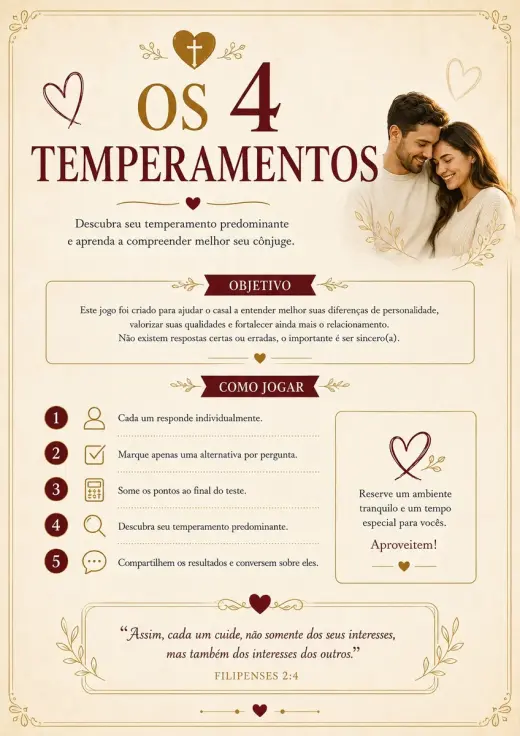 OS 4
TEMPERAMENTOS
Descubra seu temperamento predominante
e aprenda a compreender melhor seu cônjuge.
OBJETIVO
Este jogo foi criado para ajudar o casal a entender melhor suas diferenças de personalidade,
valorizar suas qualidades e fortalecer ainda mais o relacionamento.
Não existem respostas certas ou erradas, o importante é ser sincero(a).
COMO JOGAR
1 Cada um responde individualmente.
2 Marque apenas uma alternativa por pergunta.
3 Some os pontos ao final do teste.
4 Descubra seu temperamento predominante.
5 Compartilhem os resultados e conversem sobre eles.
Reserve um ambiente
tranquilo e um tempo
especial para vocês.
Aproveitem!
“Assim, cada um cuide, não somente dos seus interesses,
mas também dos interesses dos outros.”
FILIPENSES 2:4